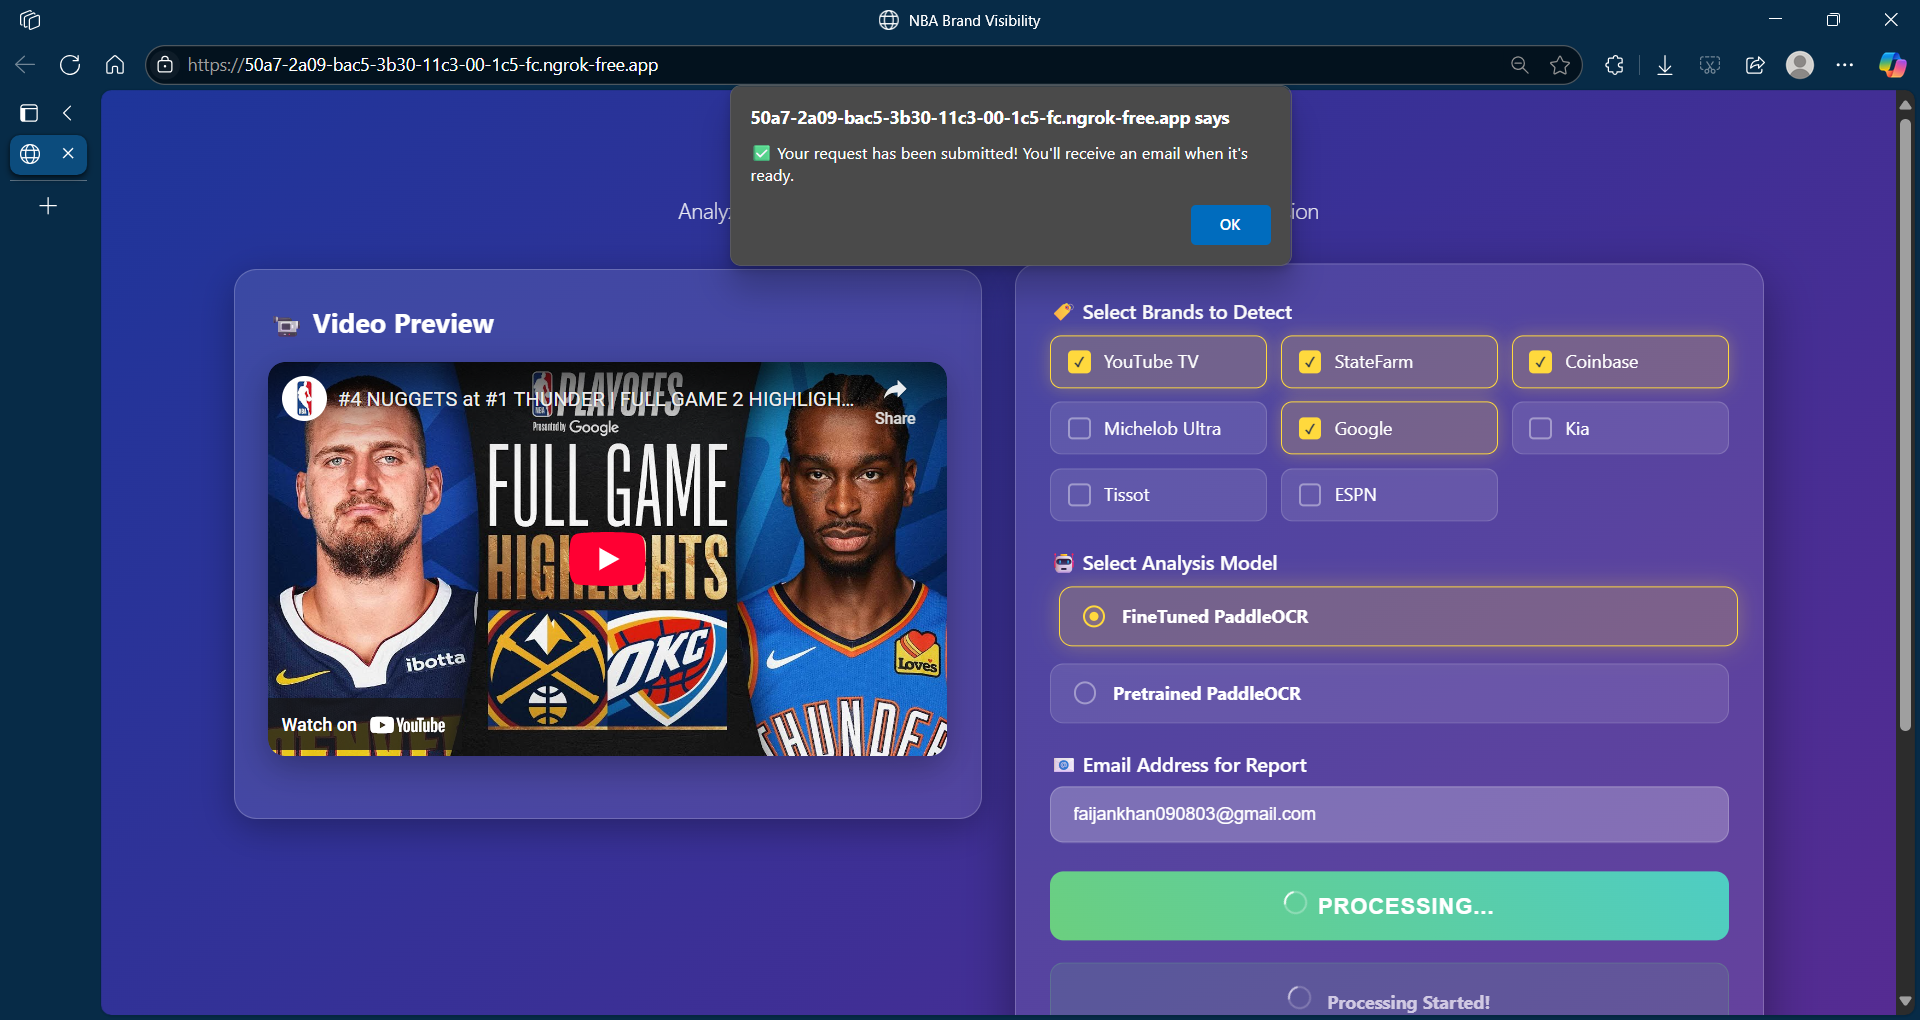 NBA Brand Visibility
https://50a7-2a09-bac5-3b30-11c3-00-1c5-fc.ngrok-free.app
50a7-2a09-bac5-3b30-11c3-00-1c5-fc.ngrok-free.app says
✅ Your request has been submitted! You'll receive an email when it's
ready.
OK
Video Preview
#4 NUGGETS at #1 THUNDER | FULL GAME 2 HIGHLIGH...
Share
PLAYOFFS
NBA
Presented by Google
FULL GAME
HIGHLIGHTS
OKC
ibotta
Loves
THUNDE
Watch on YouTube
Select Brands to Detect
YouTube TV
StateFarm
Coinbase
Michelob Ultra
Google
Kia
Tissot
ESPN
Select Analysis Model
FineTuned PaddleOCR
Pretrained PaddleOCR
Email Address for Report
faijankhan090803@gmail.com
PROCESSING...
Processing Started!